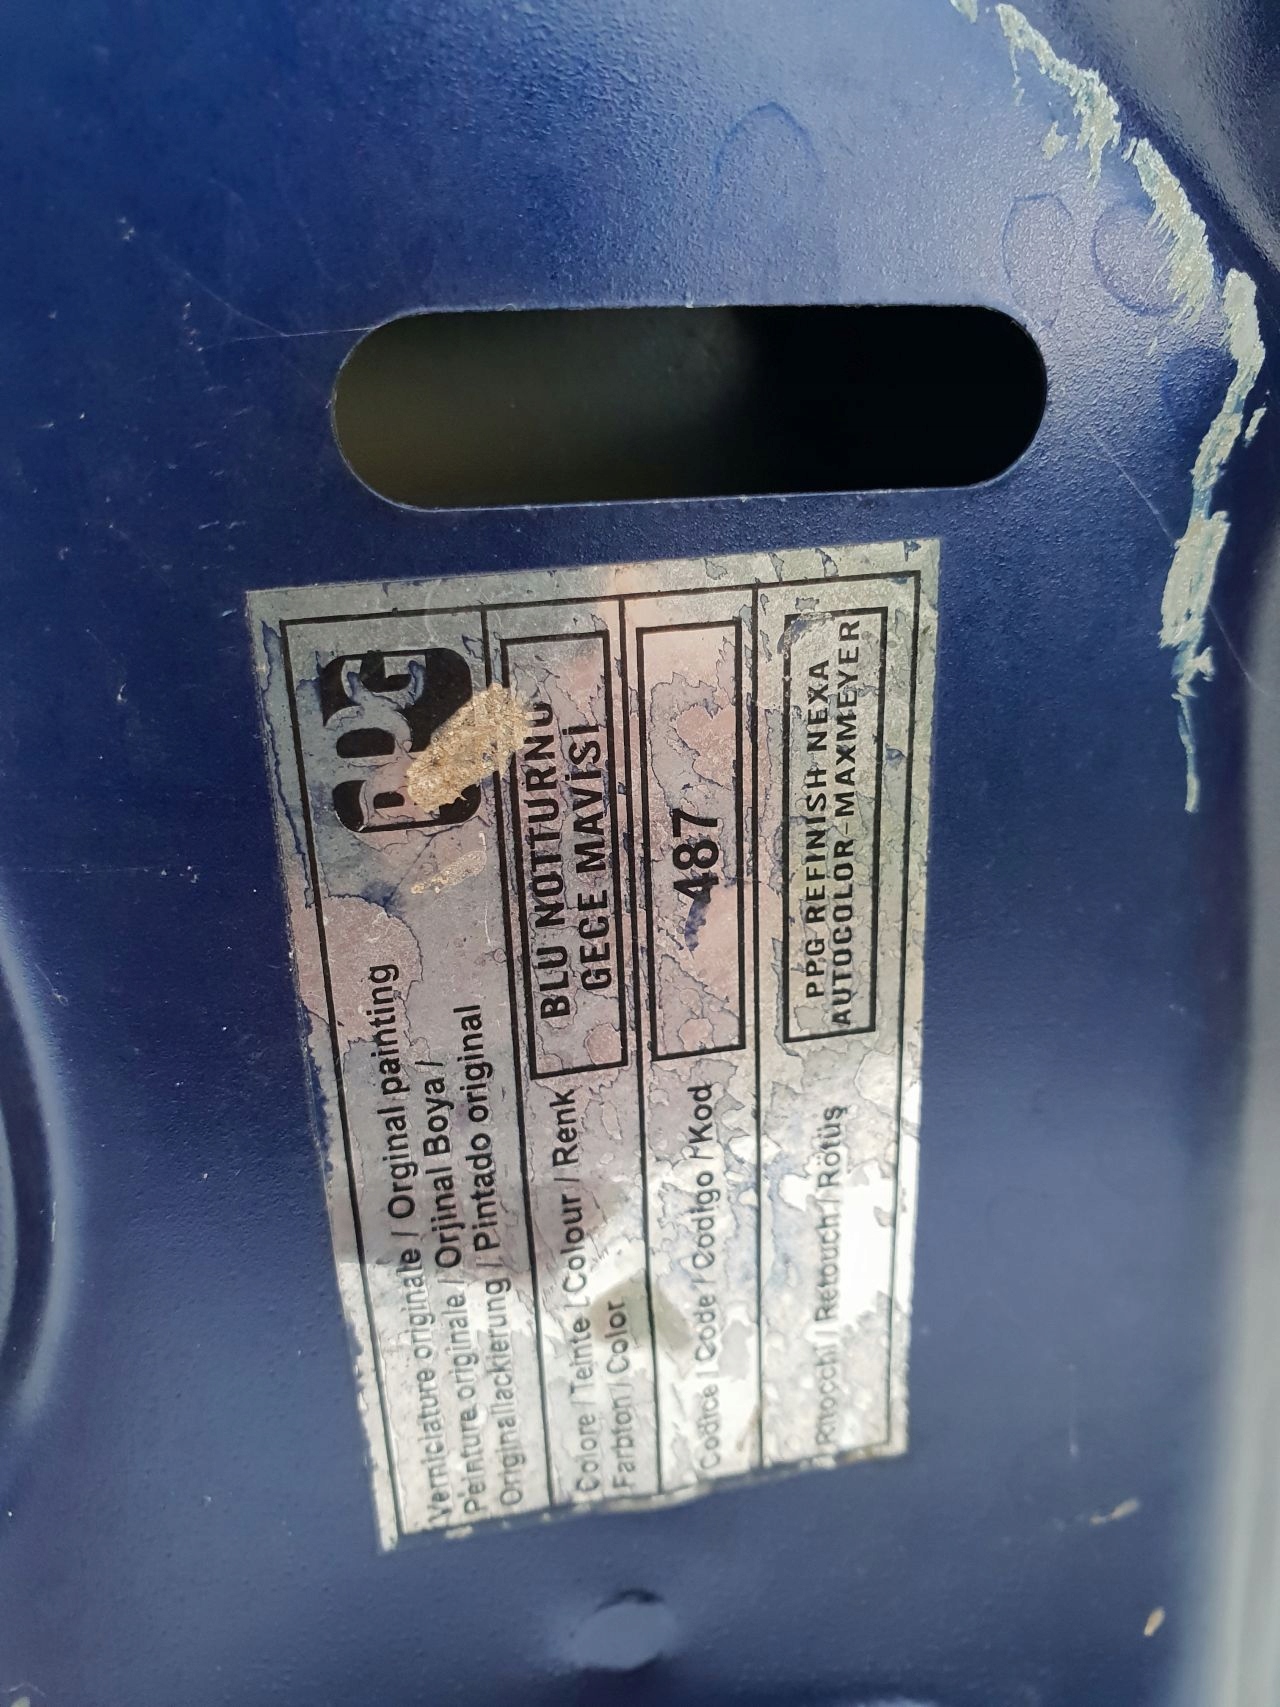 PPG
Verniciature originale / Orginal painting
Peinture originale / Orjinal Boya /
Originallackierung / Pintado original
Colore / Teinte / Colour / Renk
Farbton / Color
BLU NOTTURNO
GECE MAVİSİ
Codice / Code / Codigo / Kod
487
Ritocchi / Retouch / Rötüş
PPG REFINISH NEXA
AUTOCOLOR-MAXMEYER